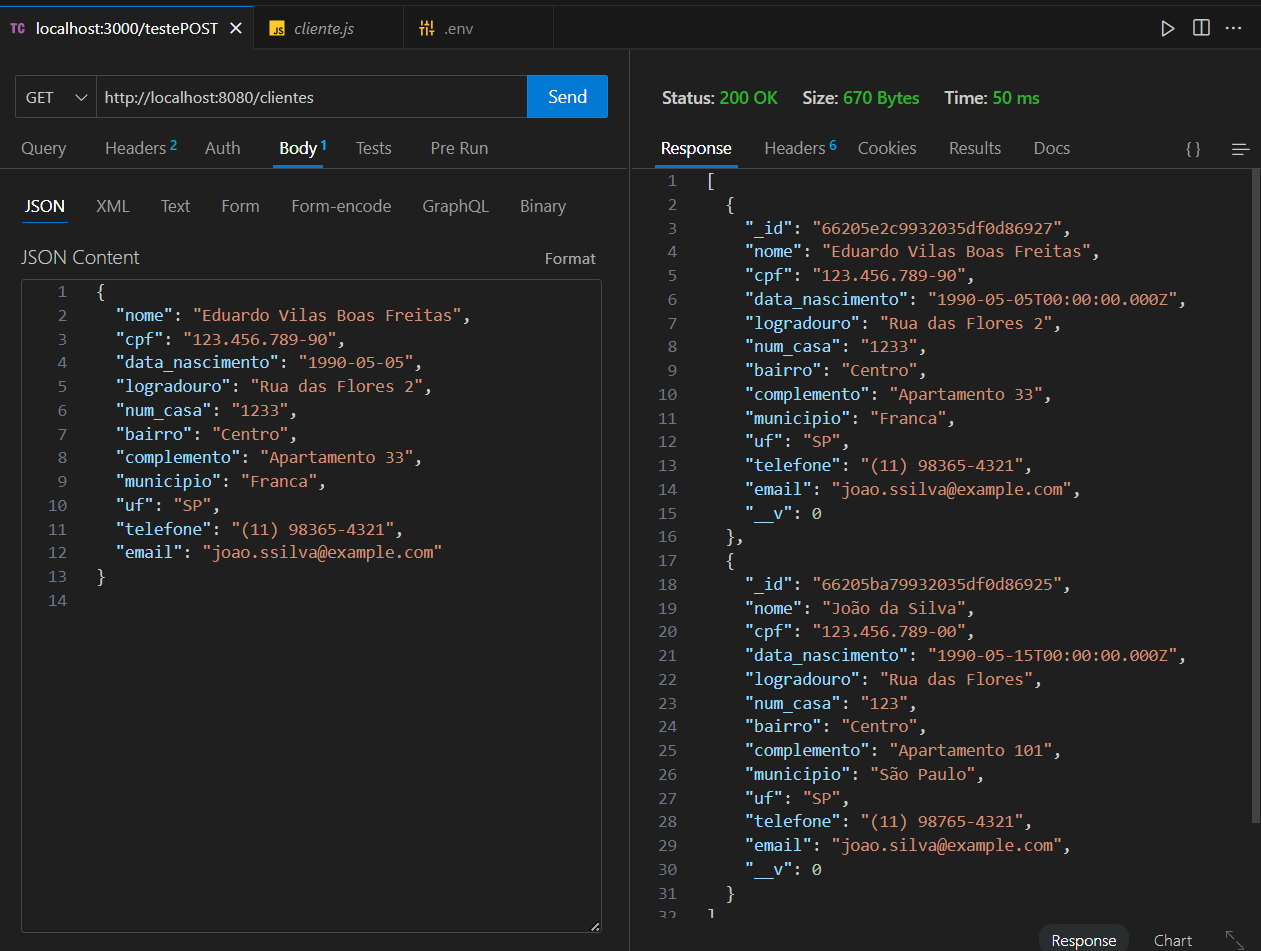 TC localhost:3000/testePOST
JS cliente.js
.env
GET http://localhost:8080/clientes Send
Query Headers 2 Auth Body 1 Tests Pre Run
JSON XML Text Form Form-encode GraphQL Binary
JSON Content Format
1 {
2 "nome": "Eduardo Vilas Boas Freitas",
3 "cpf": "123.456.789-90",
4 "data_nascimento": "1990-05-05",
5 "logradouro": "Rua das Flores 2",
6 "num_casa": "1233",
7 "bairro": "Centro",
8 "complemento": "Apartamento 33",
9 "municipio": "Franca",
10 "uf": "SP",
11 "telefone": "(11) 98365-4321",
12 "email": "joao.ssilva@example.com"
13 }
14
Status: 200 OK Size: 670 Bytes Time: 50 ms
Response Headers 6 Cookies Results Docs { }
1 [
2 {
3 "_id": "66205e2c9932035df0d86927",
4 "nome": "Eduardo Vilas Boas Freitas",
5 "cpf": "123.456.789-90",
6 "data_nascimento": "1990-05-05T00:00:00.000Z",
7 "logradouro": "Rua das Flores 2",
8 "num_casa": "1233",
9 "bairro": "Centro",
10 "complemento": "Apartamento 33",
11 "municipio": "Franca",
12 "uf": "SP",
13 "telefone": "(11) 98365-4321",
14 "email": "joao.ssilva@example.com",
15 "__v": 0
16 },
17 {
18 "_id": "66205ba79932035df0d86925",
19 "nome": "João da Silva",
20 "cpf": "123.456.789-00",
21 "data_nascimento": "1990-05-15T00:00:00.000Z",
22 "logradouro": "Rua das Flores",
23 "num_casa": "123",
24 "bairro": "Centro",
25 "complemento": "Apartamento 101",
26 "municipio": "São Paulo",
27 "uf": "SP",
28 "telefone": "(11) 98765-4321",
29 "email": "joao.silva@example.com",
30 "__v": 0
31 }
32 ]
Response Chart